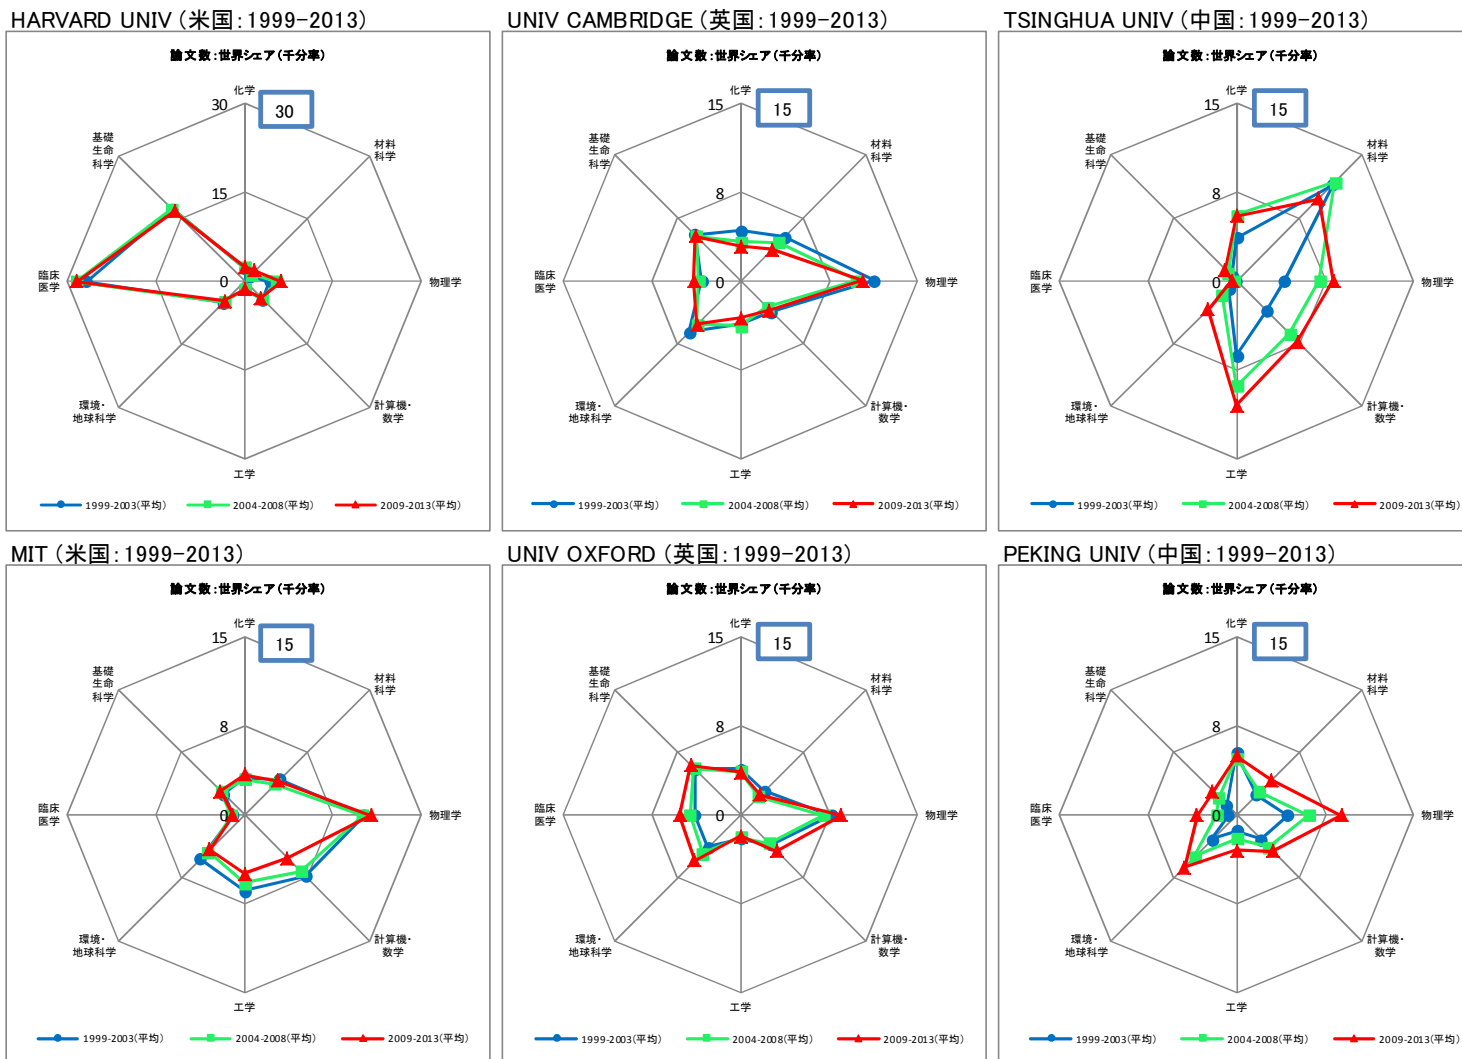 HARVARD UNIV (米国:1999-2013)
論文数:世界シェア(千分率)
化学
30
30
材料
科学
基礎
生命
科学
15
臨床
医学
0
物理学
環境・
地球科学
計算機・
数学
工学
1999-2003(平均)
2004-2008(平均)
2009-2013(平均)
UNIV CAMBRIDGE (英国:1999-2013)
論文数:世界シェア(千分率)
化学
15
15
材料
科学
基礎
生命
科学
8
臨床
医学
0
物理学
環境・
地球科学
計算機・
数学
工学
1999-2003(平均)
2004-2008(平均)
2009-2013(平均)
TSINGHUA UNIV (中国:1999-2013)
論文数:世界シェア(千分率)
化学
15
15
材料
科学
基礎
生命
科学
8
臨床
医学
0
物理学
環境・
地球科学
計算機・
数学
工学
1999-2003(平均)
2004-2008(平均)
2009-2013(平均)
MIT (米国:1999-2013)
論文数:世界シェア(千分率)
化学
15
15
材料
科学
基礎
生命
科学
8
臨床
医学
0
物理学
環境・
地球科学
計算機・
数学
工学
1999-2003(平均)
2004-2008(平均)
2009-2013(平均)
UNIV OXFORD (英国:1999-2013)
論文数:世界シェア(千分率)
化学
15
15
材料
科学
基礎
生命
科学
8
臨床
医学
0
物理学
環境・
地球科学
計算機・
数学
工学
1999-2003(平均)
2004-2008(平均)
2009-2013(平均)
PEKING UNIV (中国:1999-2013)
論文数:世界シェア(千分率)
化学
15
15
材料
科学
基礎
生命
科学
8
臨床
医学
0
物理学
環境・
地球科学
計算機・
数学
工学
1999-2003(平均)
2004-2008(平均)
2009-2013(平均)